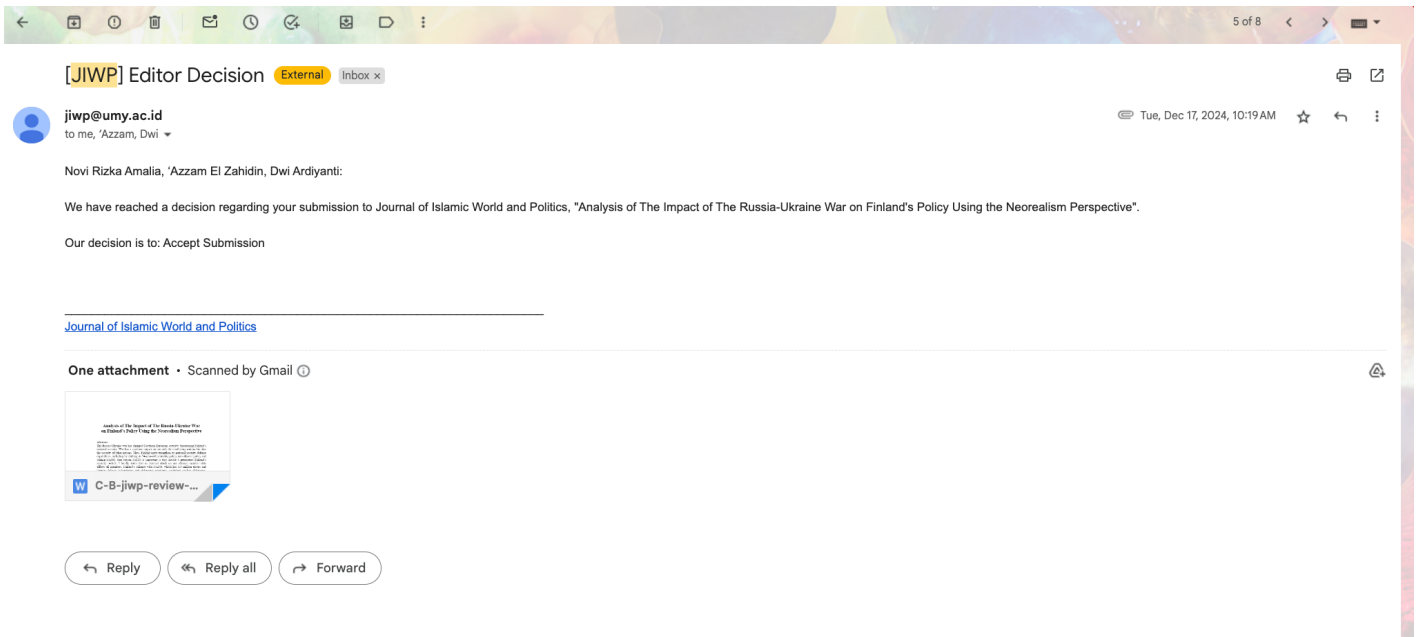 5 of 8
[JIWP] Editor Decision External Inbox ×
jiwp@umy.ac.id
Tue, Dec 17, 2024, 10:19 AM
to me, 'Azzam, Dwi
Novi Rizka Amalia, 'Azzam El Zahidin, Dwi Ardiyanti:
We have reached a decision regarding your submission to Journal of Islamic World and Politics, "Analysis of The Impact of The Russia-Ukraine War on Finland's Policy Using the Neorealism Perspective".
Our decision is to: Accept Submission
Journal of Islamic World and Politics
One attachment • Scanned by Gmail
Analysis of The Impact of The Russia-Ukraine War
on Finland's Policy Using the Neorealism Perspective
W C-B-jiwp-review-...
Reply Reply all Forward